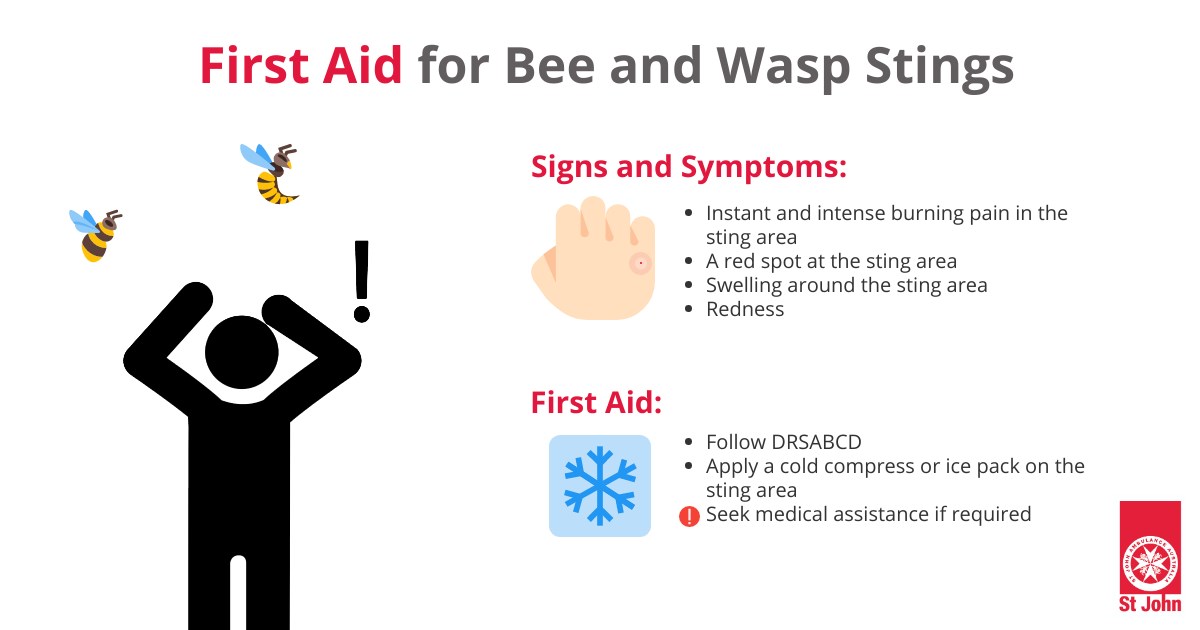 First Aid for Bee and Wasp Stings
Signs and Symptoms:
• Instant and intense burning pain in the
sting area
• A red spot at the sting area
• Swelling around the sting area
• Redness
!
First Aid:
• Follow DRSABCD
• Apply a cold compress or ice pack on the
sting area
! Seek medical assistance if required
ST JOHN AMBULANCE AUSTRALIA
St John